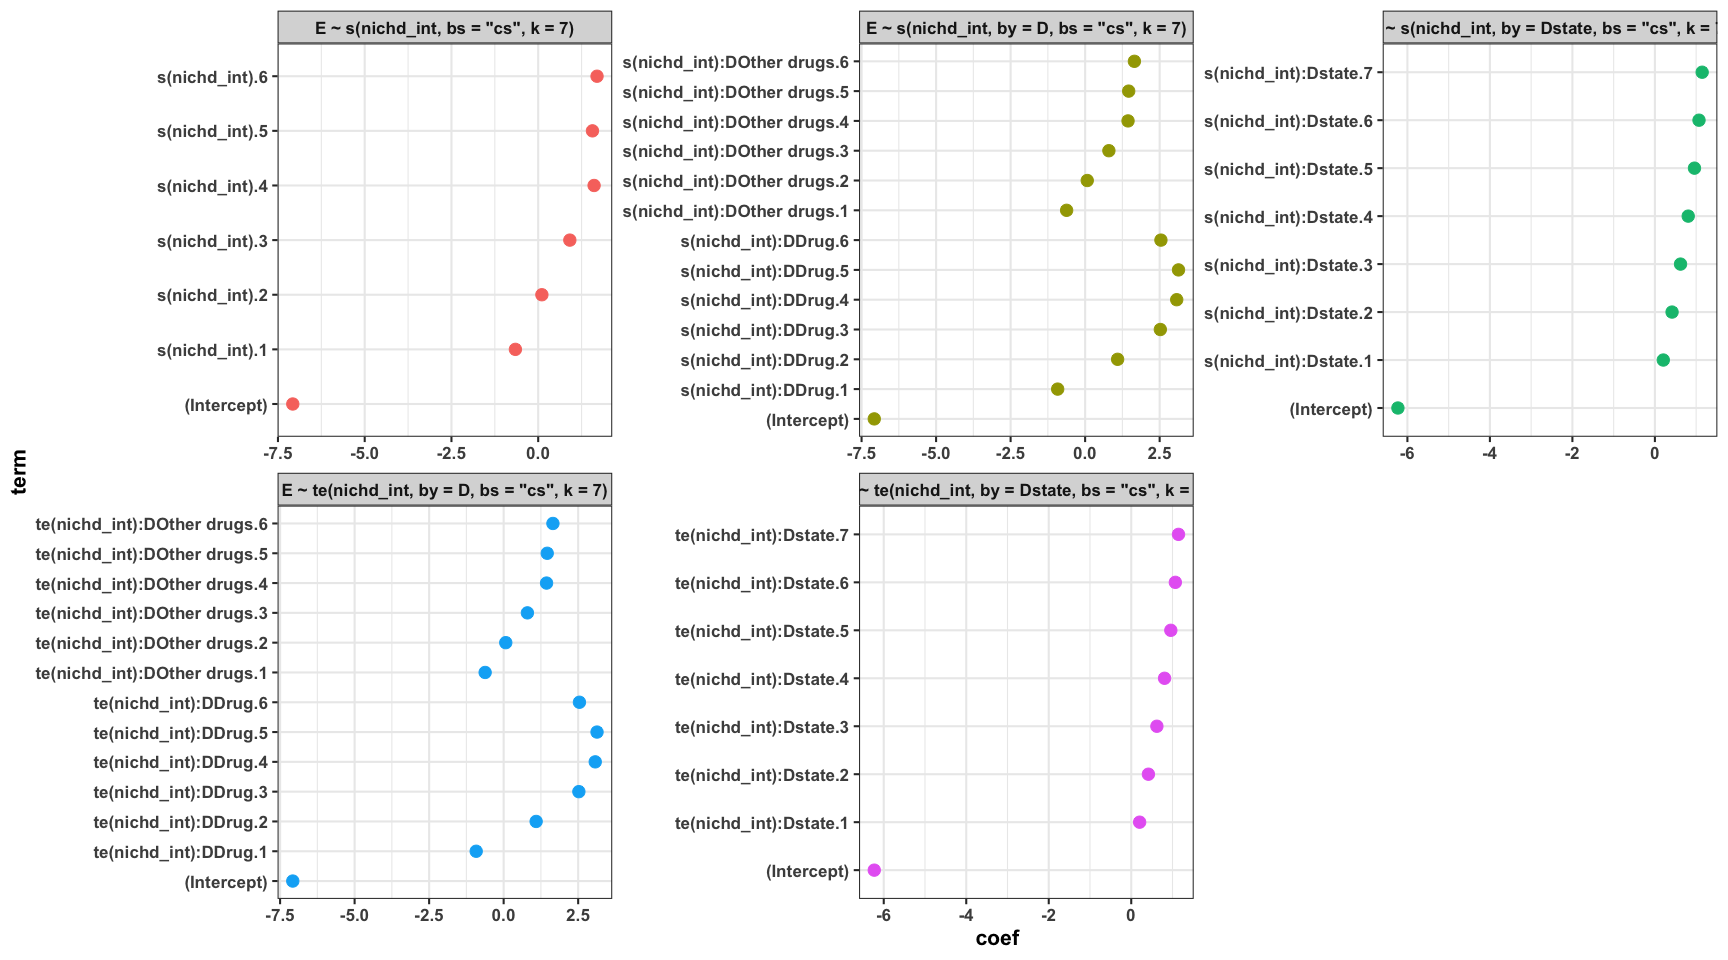 E ~ s(nichd_int, bs = "cs", k = 7)
s(nichd_int).6
s(nichd_int).5
s(nichd_int).4
s(nichd_int).3
s(nichd_int).2
s(nichd_int).1
(Intercept)
-7.5 -5.0 -2.5 0.0
E ~ s(nichd_int, by = D, bs = "cs", k = 7)
s(nichd_int):DOther drugs.6
s(nichd_int):DOther drugs.5
s(nichd_int):DOther drugs.4
s(nichd_int):DOther drugs.3
s(nichd_int):DOther drugs.2
s(nichd_int):DOther drugs.1
s(nichd_int):DDrug.6
s(nichd_int):DDrug.5
s(nichd_int):DDrug.4
s(nichd_int):DDrug.3
s(nichd_int):DDrug.2
s(nichd_int):DDrug.1
(Intercept)
-7.5 -5.0 -2.5 0.0 2.5
~ s(nichd_int, by = Dstate, bs = "cs", k =
s(nichd_int):Dstate.7
s(nichd_int):Dstate.6
s(nichd_int):Dstate.5
s(nichd_int):Dstate.4
s(nichd_int):Dstate.3
s(nichd_int):Dstate.2
s(nichd_int):Dstate.1
(Intercept)
-6 -4 -2 0
term
E ~ te(nichd_int, by = D, bs = "cs", k = 7)
te(nichd_int):DOther drugs.6
te(nichd_int):DOther drugs.5
te(nichd_int):DOther drugs.4
te(nichd_int):DOther drugs.3
te(nichd_int):DOther drugs.2
te(nichd_int):DOther drugs.1
te(nichd_int):DDrug.6
te(nichd_int):DDrug.5
te(nichd_int):DDrug.4
te(nichd_int):DDrug.3
te(nichd_int):DDrug.2
te(nichd_int):DDrug.1
(Intercept)
-7.5 -5.0 -2.5 0.0 2.5
~ te(nichd_int, by = Dstate, bs = "cs", k =
te(nichd_int):Dstate.7
te(nichd_int):Dstate.6
te(nichd_int):Dstate.5
te(nichd_int):Dstate.4
te(nichd_int):Dstate.3
te(nichd_int):Dstate.2
te(nichd_int):Dstate.1
(Intercept)
-6 -4 -2 0
coef